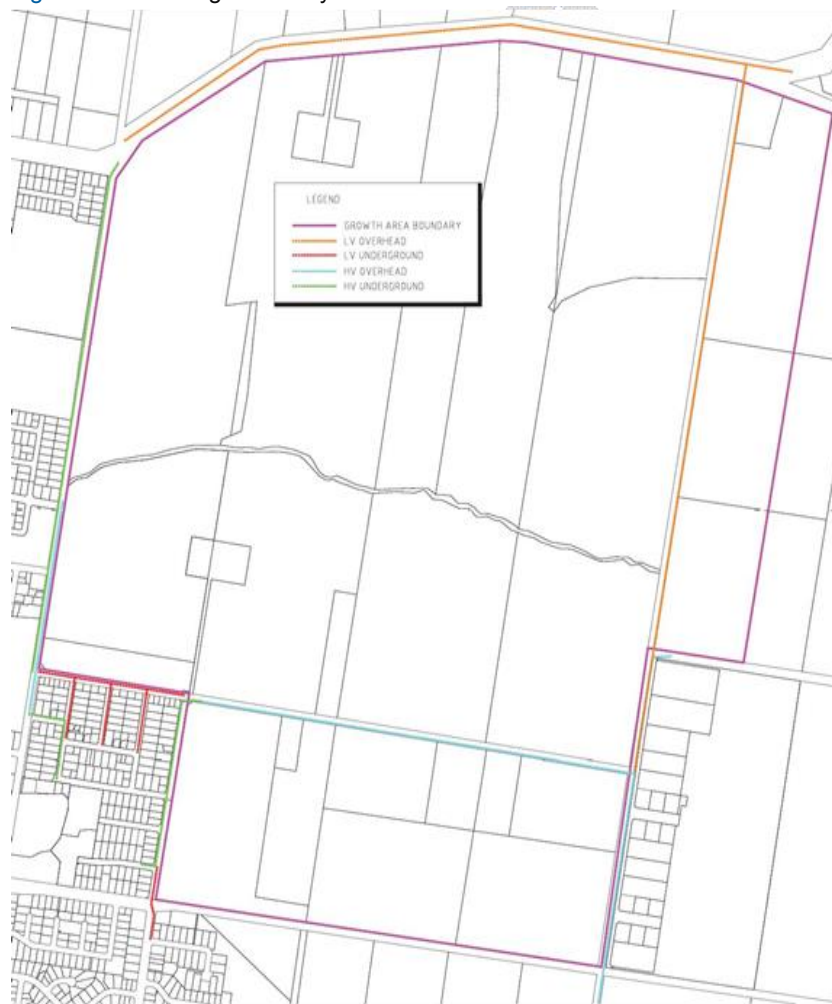 LEGEND
GROWTH AREA BOUNDARY
LV OVERHEAD
LV UNDERGROUND
HV OVERHEAD
HV UNDERGROUND